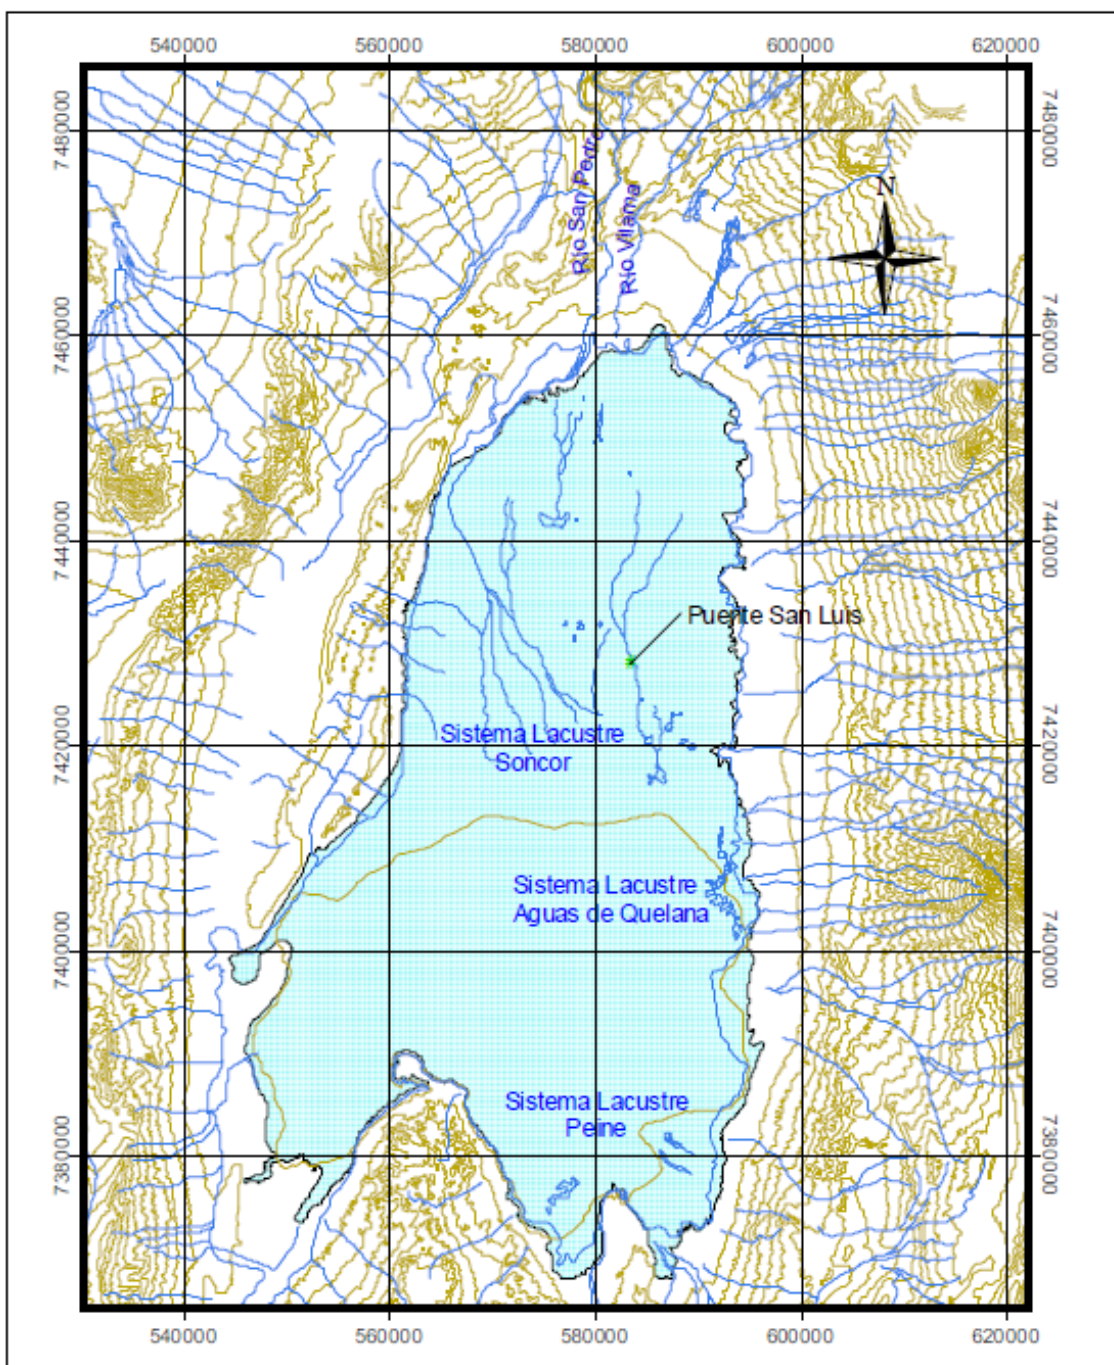 540000 560000 580000 600000 620000
7480000 7480000
Río San Pedro
Río Vilama
N
7460000 7460000
7440000 7440000
Puente San Luis
7420000 7420000
Sistema Lacustre
Soncor
Sistema Lacustre
Aguas de Quelana
7400000 7400000
Sistema Lacustre
Peine
7380000 7380000
540000 560000 580000 600000 620000